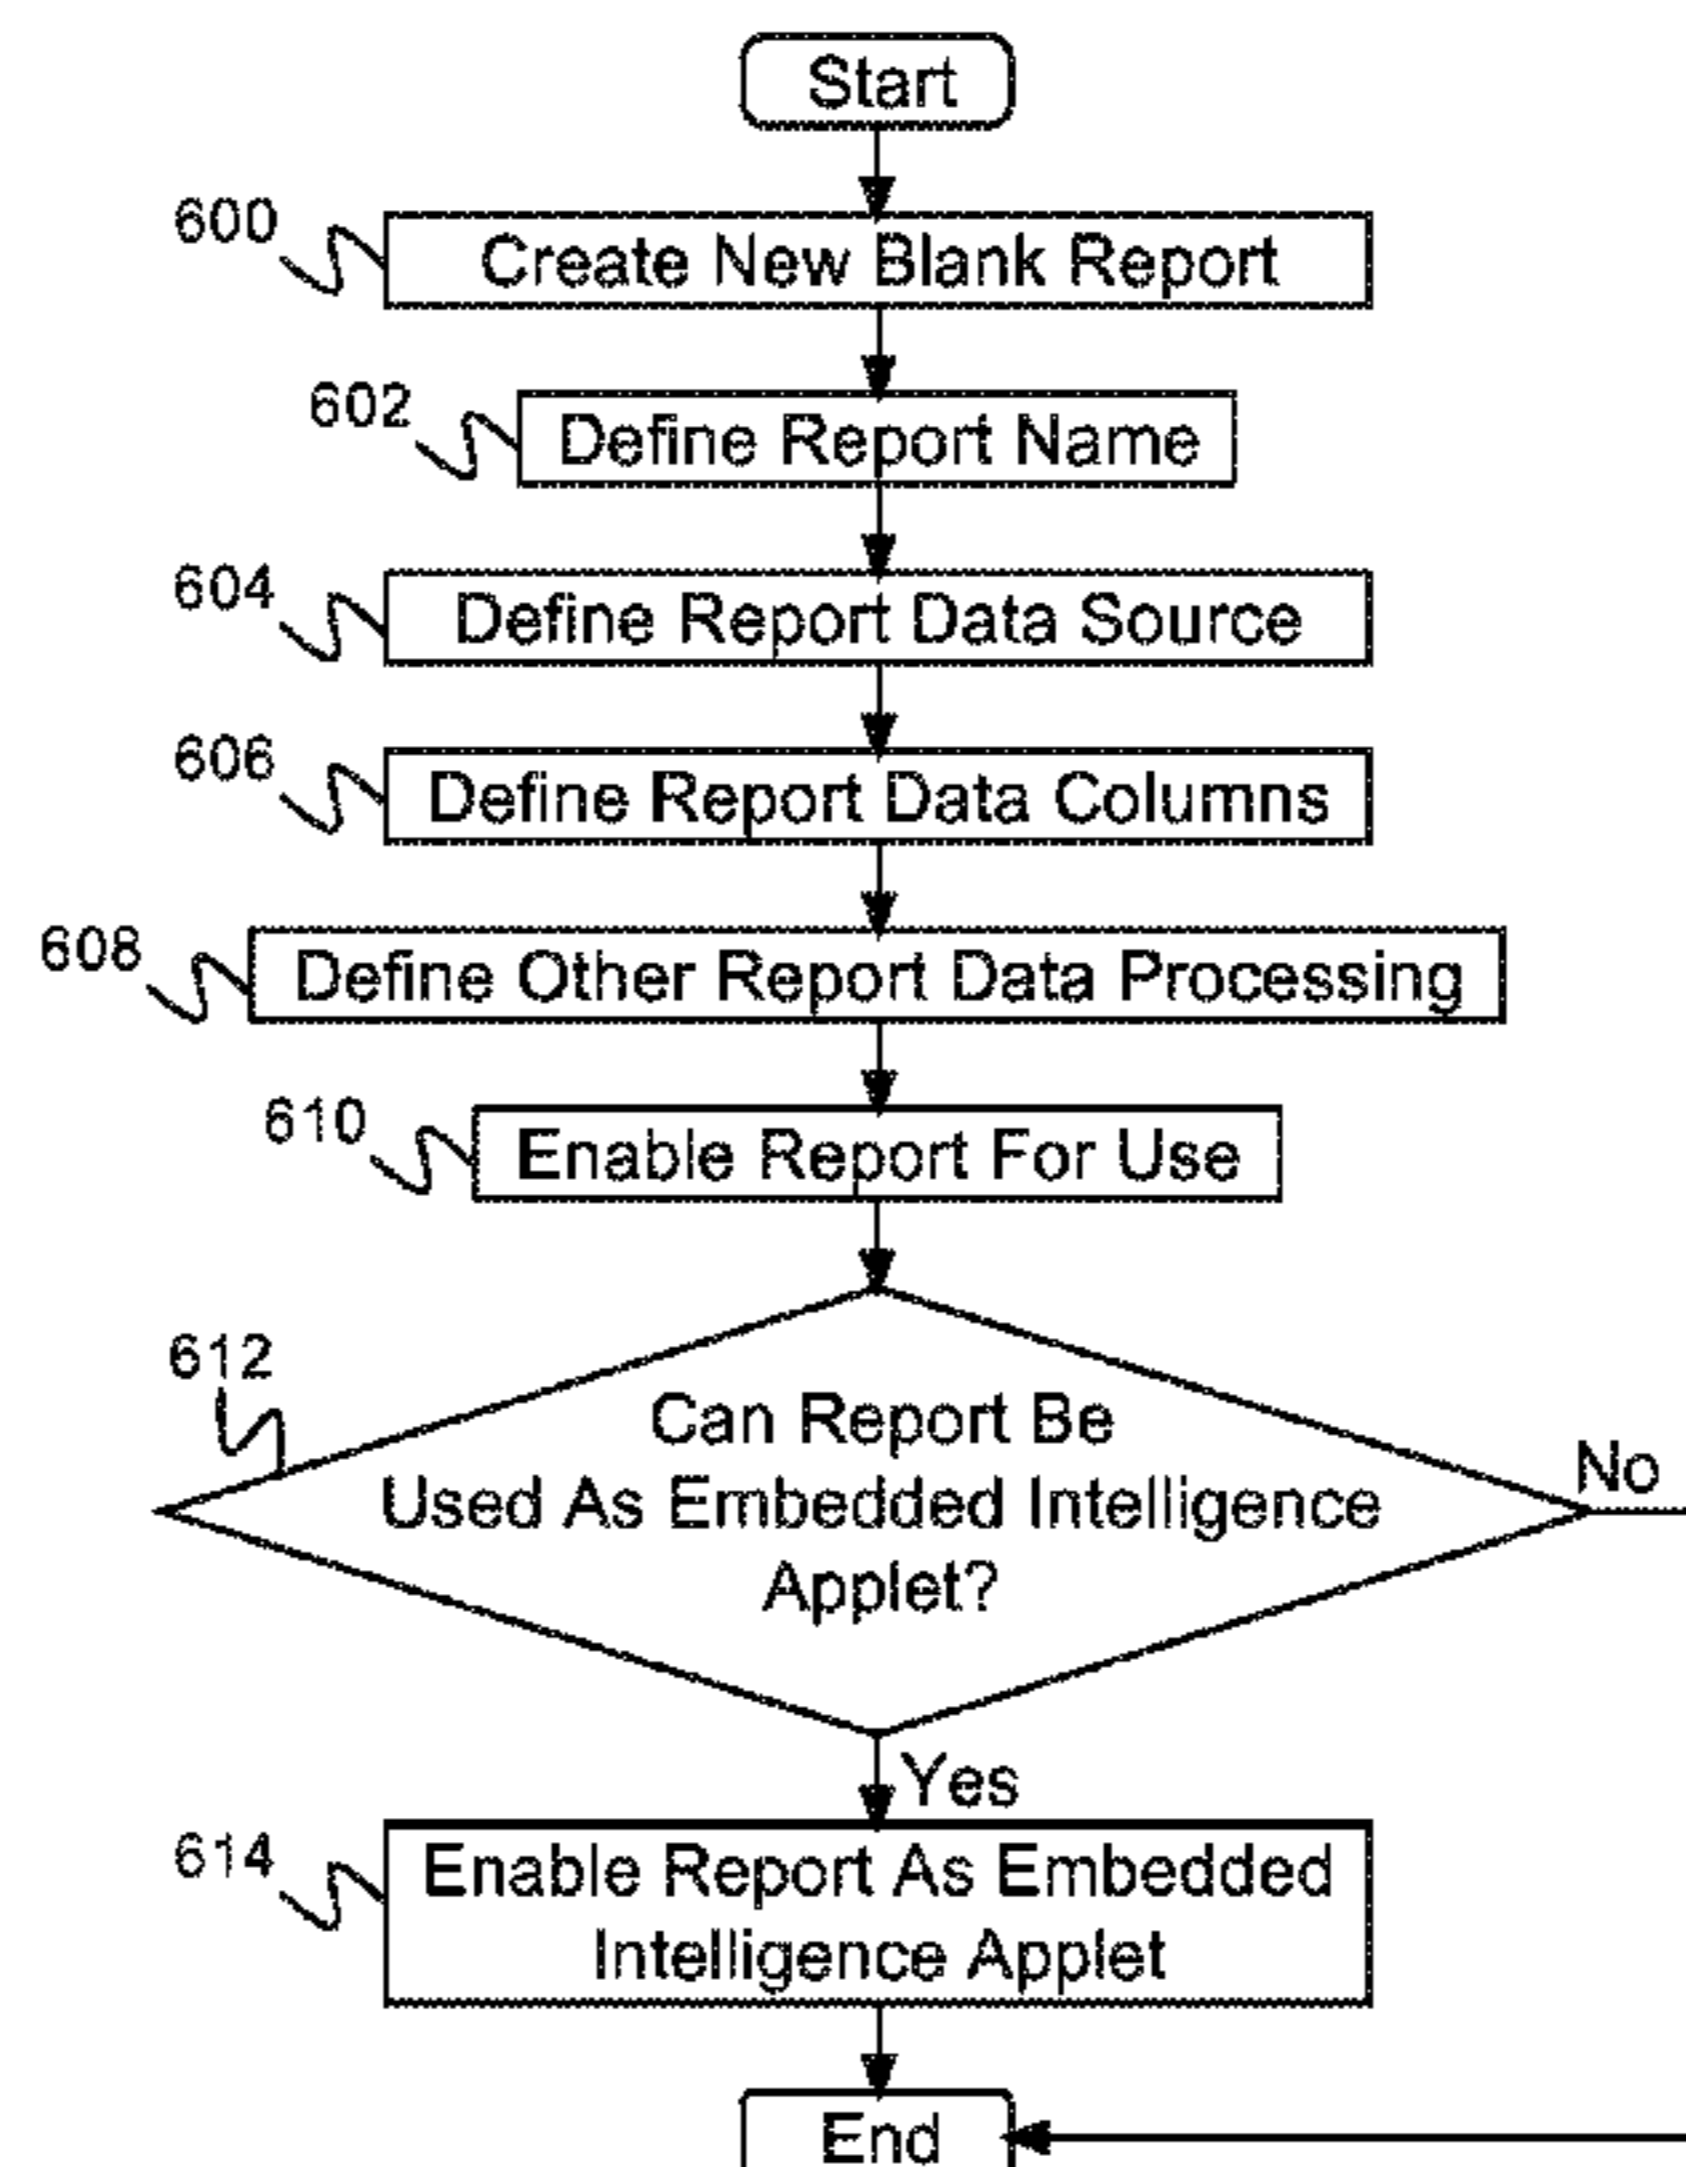 Start
600
Create New Blank Report
602
Define Report Name
604
Define Report Data Source
606
Define Report Data Columns
608
Define Other Report Data Processing
610
Enable Report For Use
612
Can Report Be
Used As Embedded Intelligence
Applet?
No
Yes
614
Enable Report As Embedded
Intelligence Applet
End